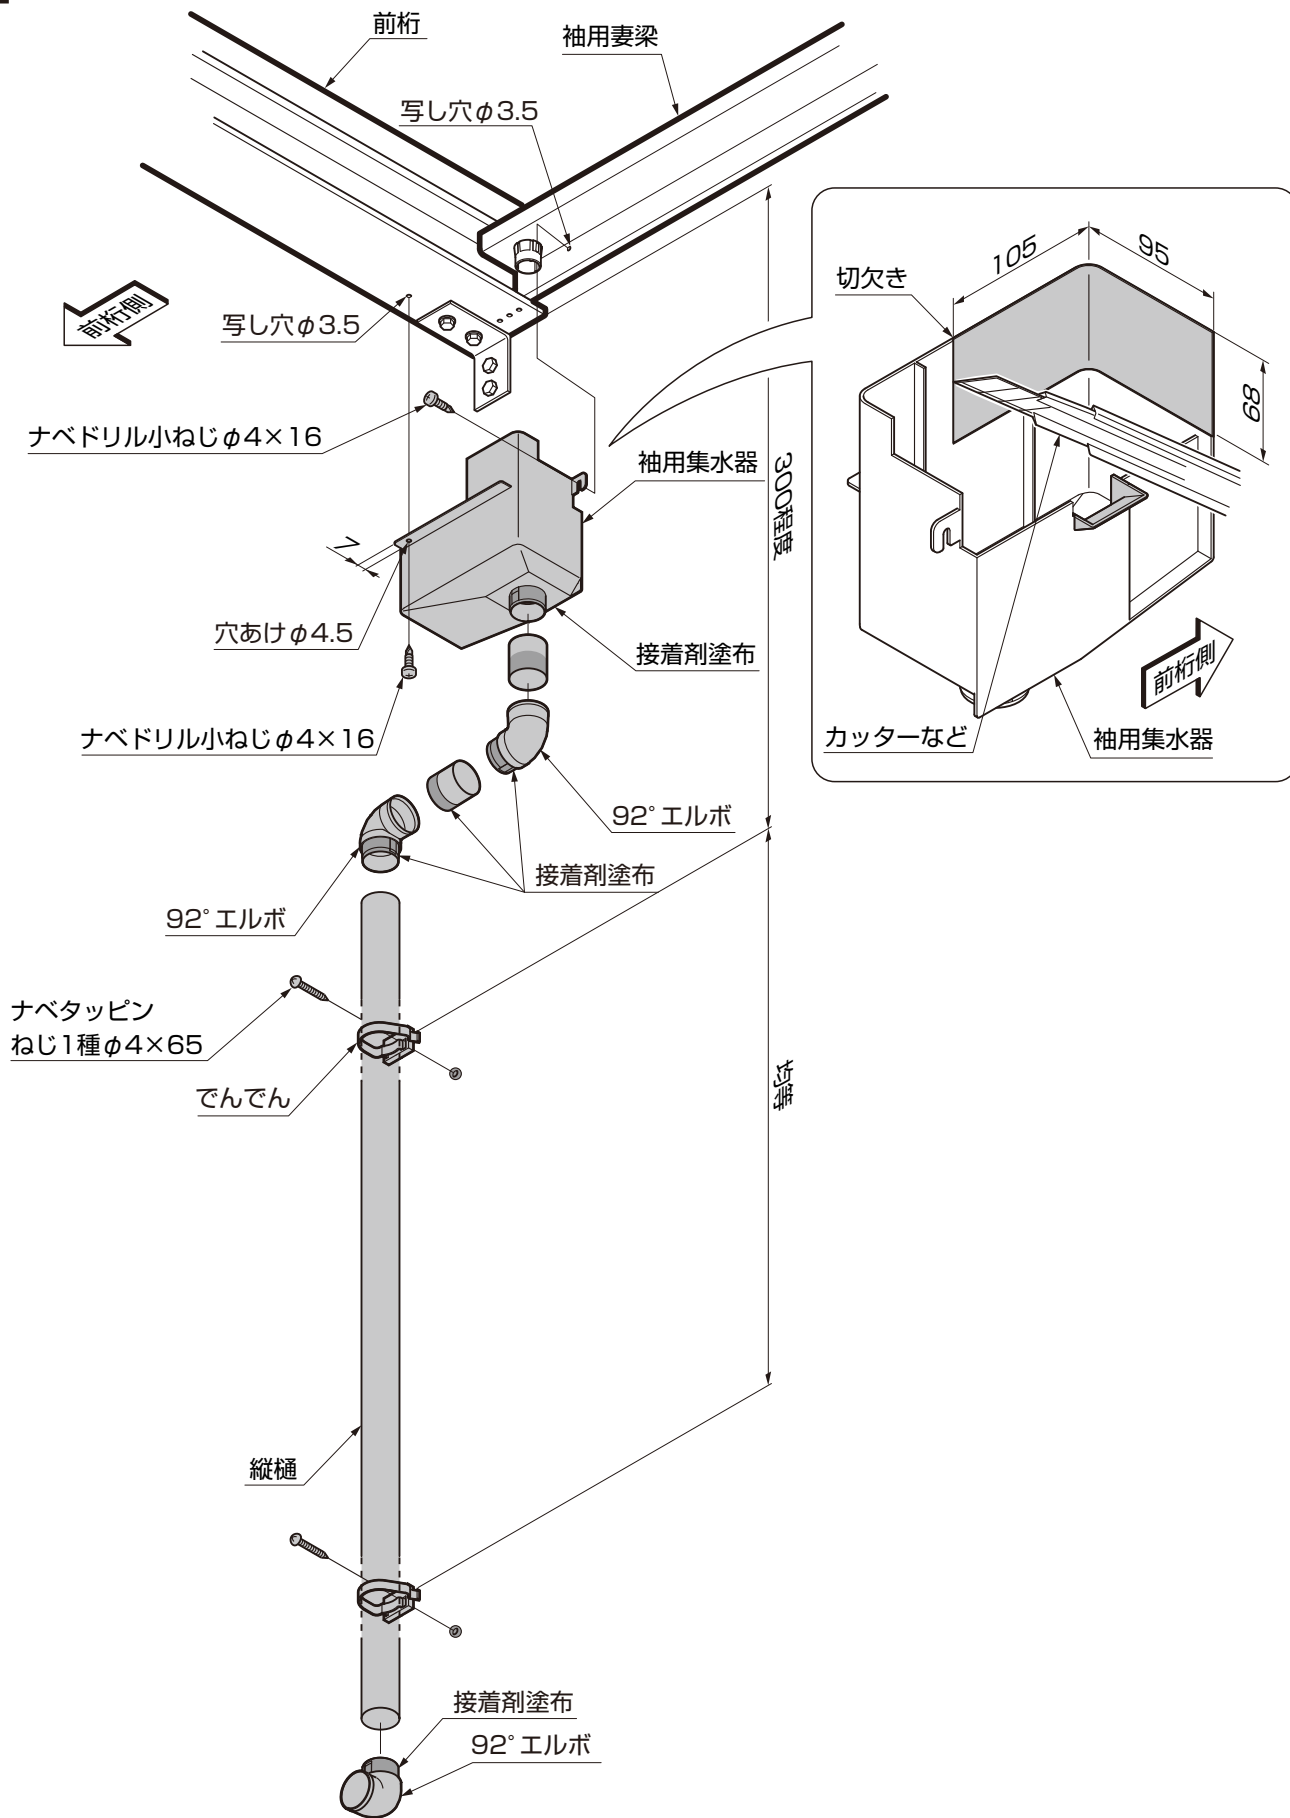 前桁
袖用妻梁
写し穴φ3.5
前桁側
写し穴φ3.5
ナベドリル小ねじφ4×16
袖用集水器
300程度
7
穴あけφ4.5
接着剤塗布
ナベドリル小ねじφ4×16
92°エルボ
接着剤塗布
92°エルボ
ナベタッピン
ねじ1種φ4×65
でんでん
均等
縦樋
接着剤塗布
92°エルボ
105
95
切欠き
68
前桁側
カッターなど
袖用集水器